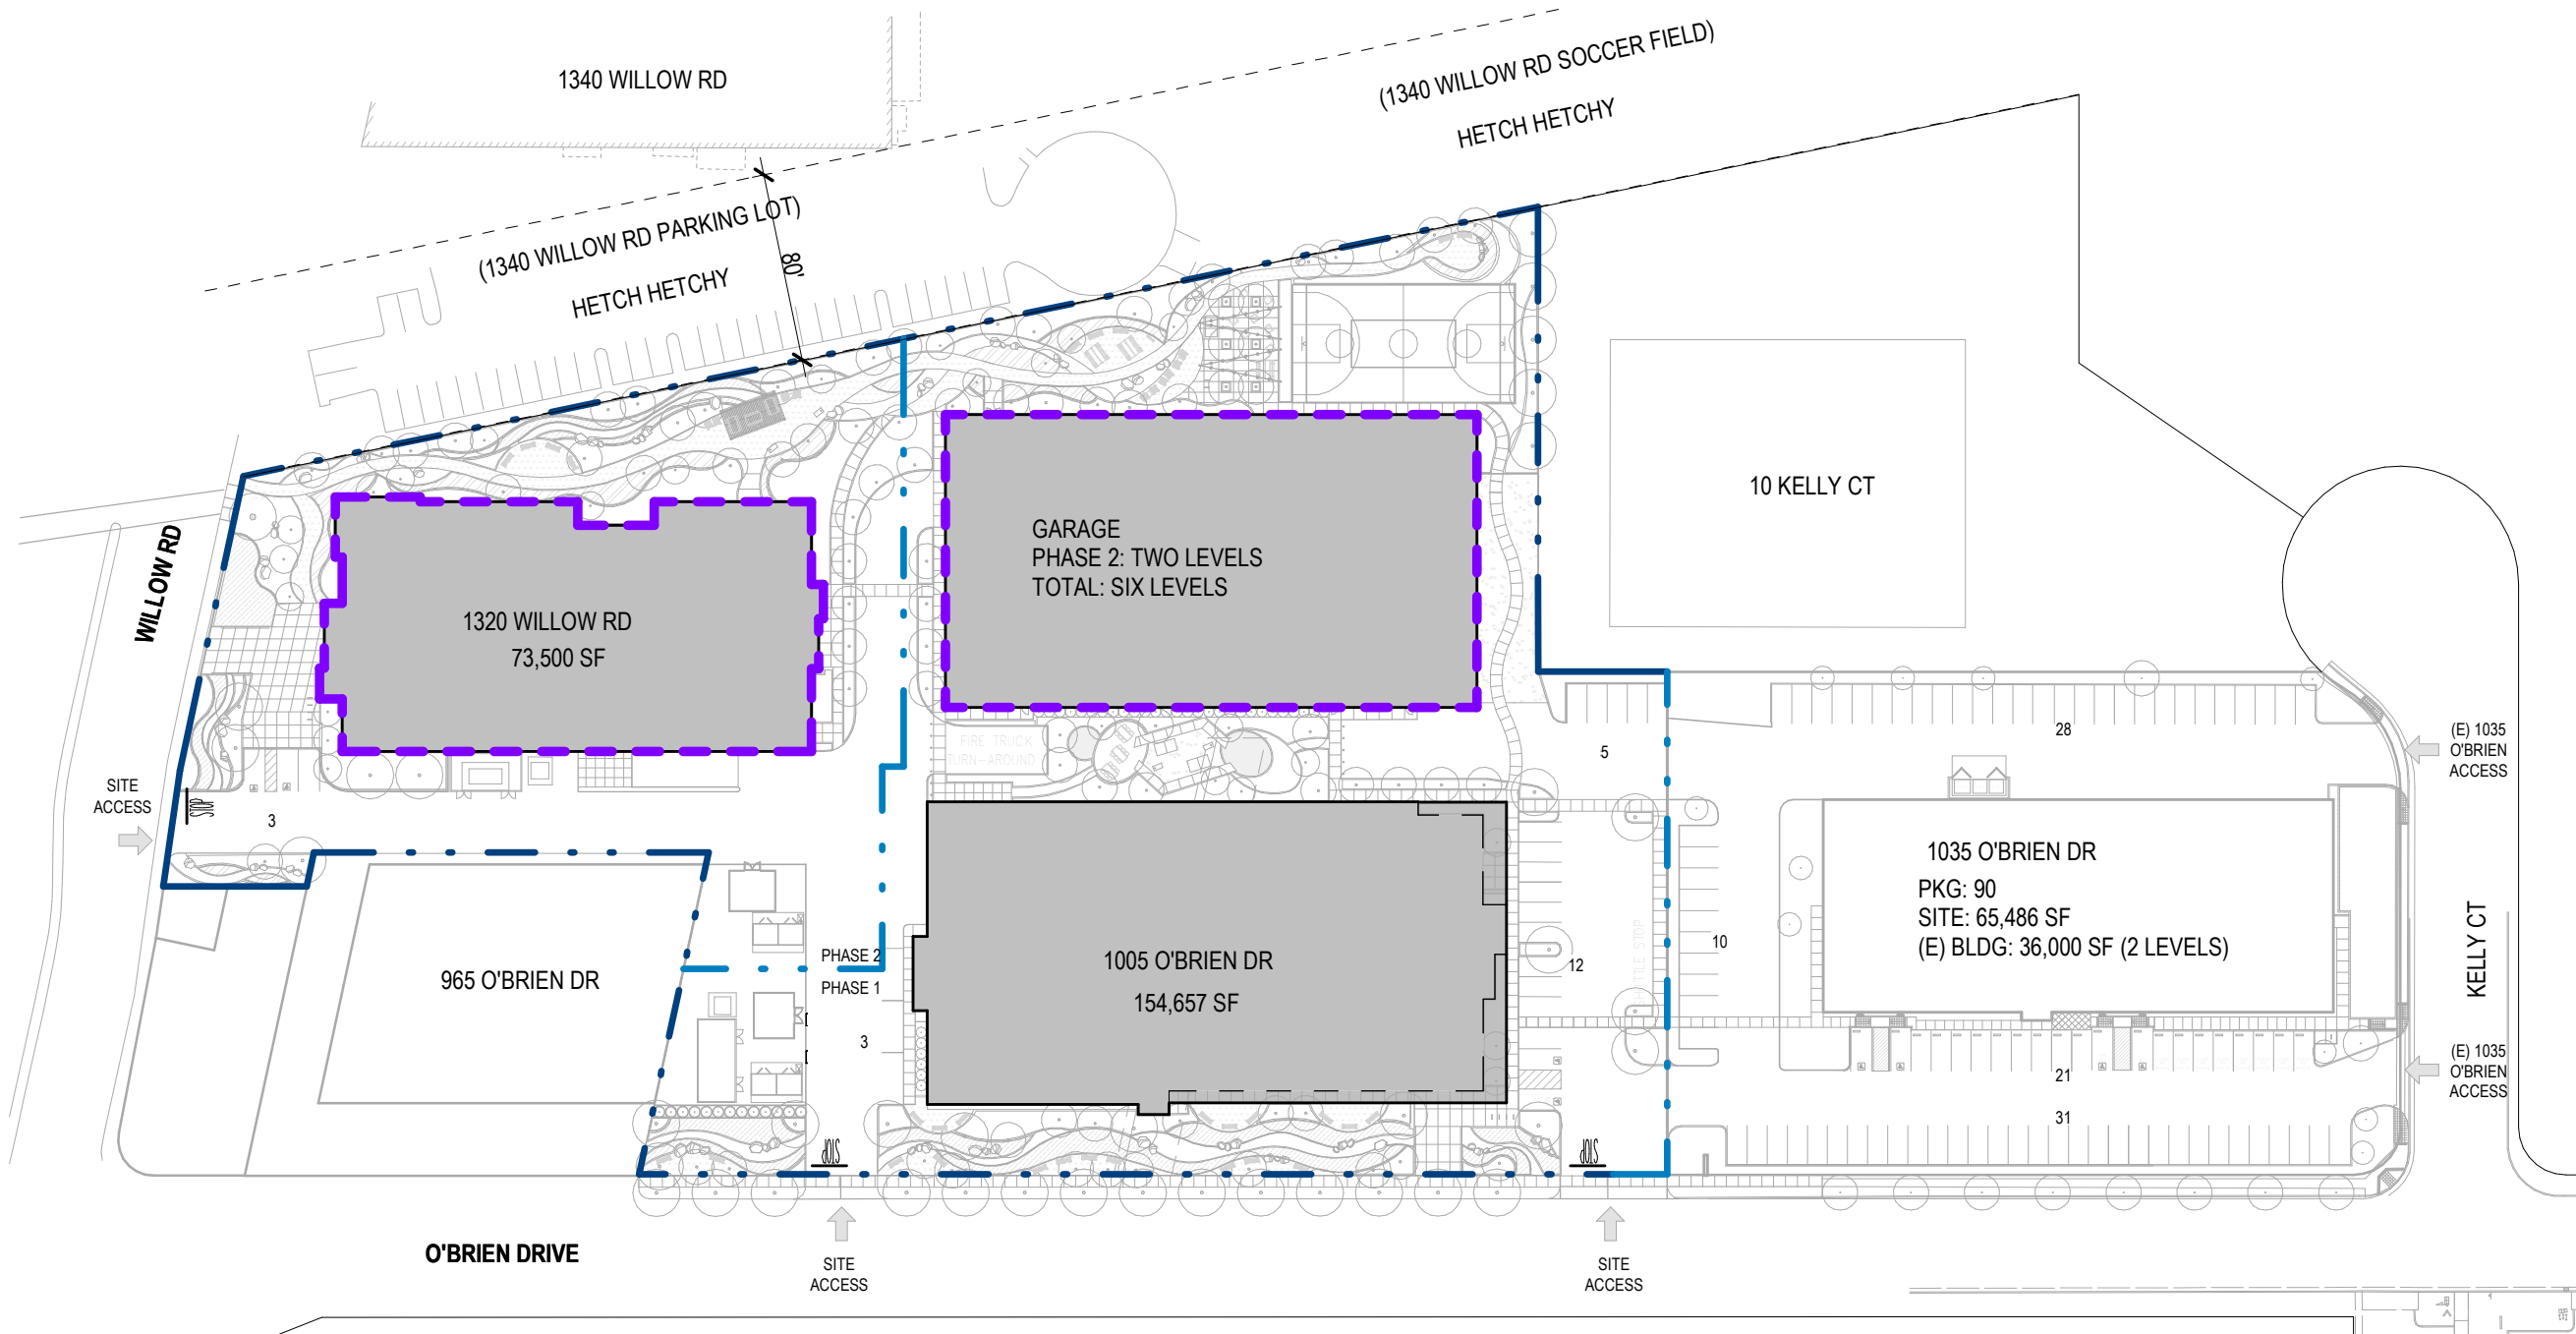 1340 WILLOW RD
(1340 WILLOW RD SOCCER FIELD)
HETCH HETCHY
(1340 WILLOW RD PARKING LOT)
HETCH HETCHY
80'
10 KELLY CT
GARAGE
PHASE 2: TWO LEVELS
TOTAL: SIX LEVELS
WILLOW RD
1320 WILLOW RD
73,500 SF
FIRE TRUCK
TURN-AROUND
5
28
(E) 1035
O'BRIEN
ACCESS
SITE
ACCESS
STOP
3
1035 O'BRIEN DR
PKG: 90
SITE: 65,486 SF
(E) BLDG: 36,000 SF (2 LEVELS)
965 O'BRIEN DR
PHASE 2
PHASE 1
3
1005 O'BRIEN DR
154,657 SF
12
SHUTTLE STOP
10
KELLY CT
(E) 1035
O'BRIEN
ACCESS
21
31
STOP
STOP
O'BRIEN DRIVE
SITE
ACCESS
SITE
ACCESS